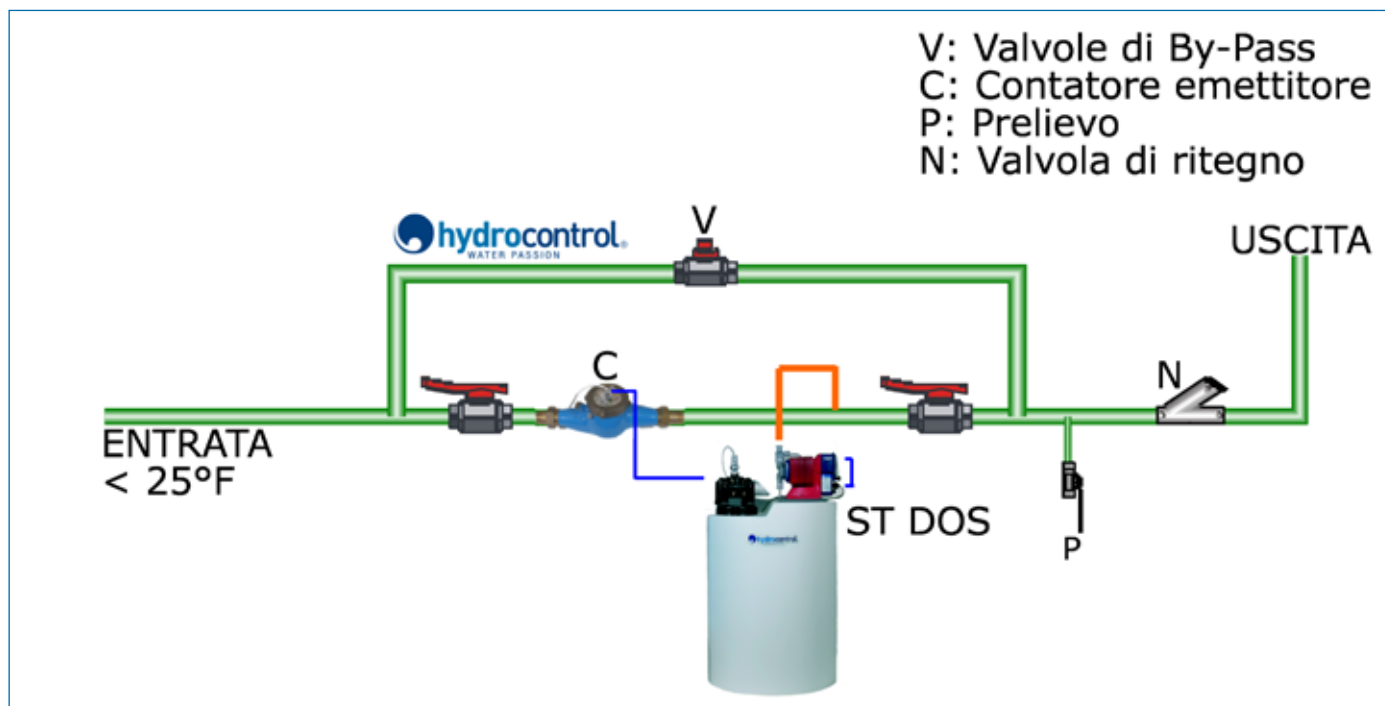 V: Valvole di By-Pass
C: Contatore emettitore
P: Prelievo
N: Valvola di ritegno
hydrocontrol®
WATER PASSION
V
USCITA
C
N
ENTRATA
< 25°F
ST DOS
hydrocontrol
P